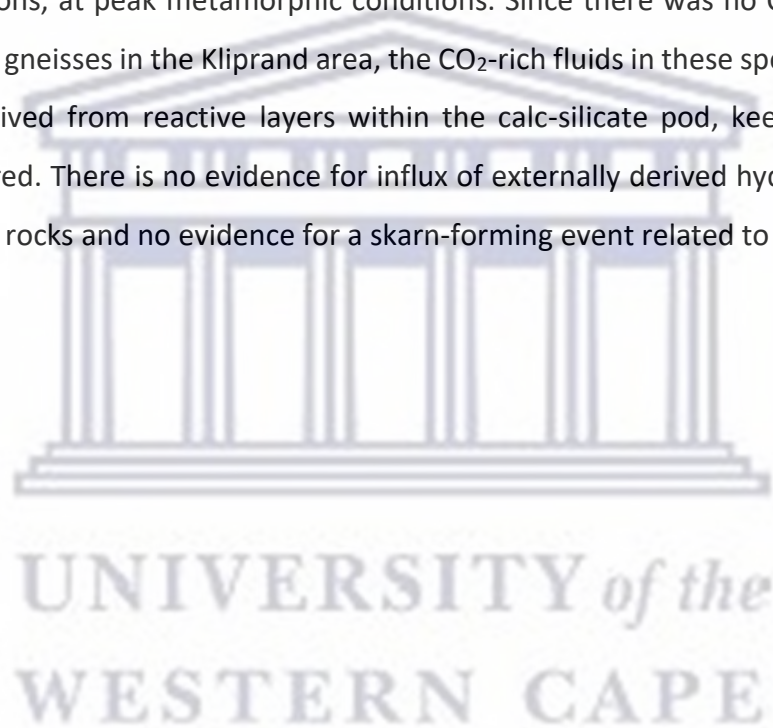 ons, at peak metamorphic conditions. Since there was no
gneisses in the Kliprand area, the CO₂-rich fluids in these spe
ived from reactive layers within the calc-silicate pod, kee
ed. There is no evidence for influx of externally derived hyd
rocks and no evidence for a skarn-forming event related to
UNIVERSITY of the
WESTERN CAPE